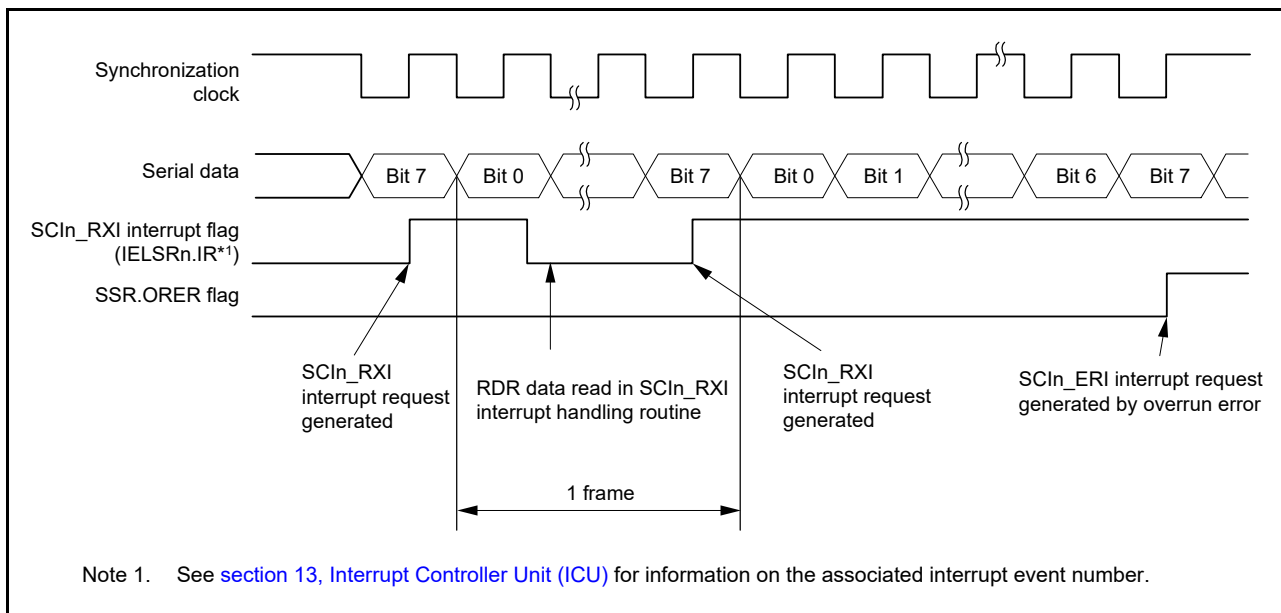 Synchronization
clock
Serial data
Bit 7
Bit 0
Bit 7
Bit 0
Bit 1
Bit 6
Bit 7
SCIn_RXI interrupt flag
(IELSRn.IR*1)
SSR.ORER flag
SCIn_RXI
interrupt request
generated
RDR data read in SCIn_RXI
interrupt handling routine
SCIn_RXI
interrupt request
generated
SCIn_ERI interrupt request
generated by overrun error
1 frame
Note 1. See section 13, Interrupt Controller Unit (ICU) for information on the associated interrupt event number.